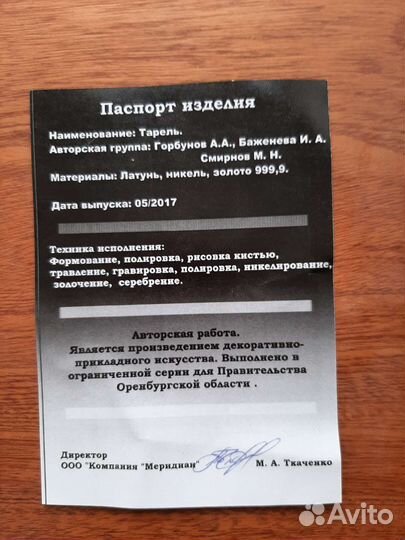 Паспорт изделия
Наименование: Тарель.
Авторская группа: Горбунов А.А., Баженева И. А.
Смирнов М. Н.
Материалы: Латунь, никель, золото 999,9.
Дата выпуска: 05/2017
Техника исполнения:
Формование, полировка, рисовка кистью,
травление, гравировка, полировка, никелирование,
золочение, серебрение.
Авторская работа.
Является произведением декоративно-
прикладного искусства. Выполнено в
ограниченной серии для Правительства
Оренбургской области .
Директор
ООО "Компания "Меридиан" М. А. Ткаченко
Avito